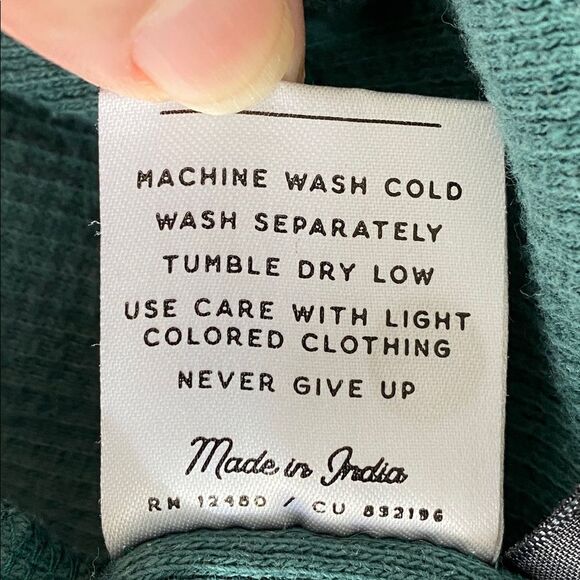 MACHINE WASH COLD
WASH SEPARATELY
TUMBLE DRY LOW
USE CARE WITH LIGHT
COLORED CLOTHING
NEVER GIVE UP
Made in India
RN 12480 / CU 892196